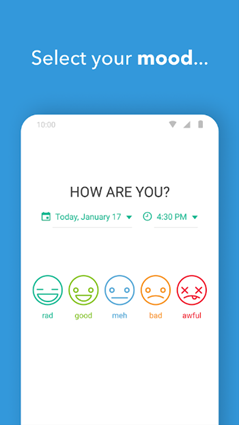 Select your mood...
10:00
HOW ARE YOU?
Today, January 17 4:30 PM
rad good meh bad awful